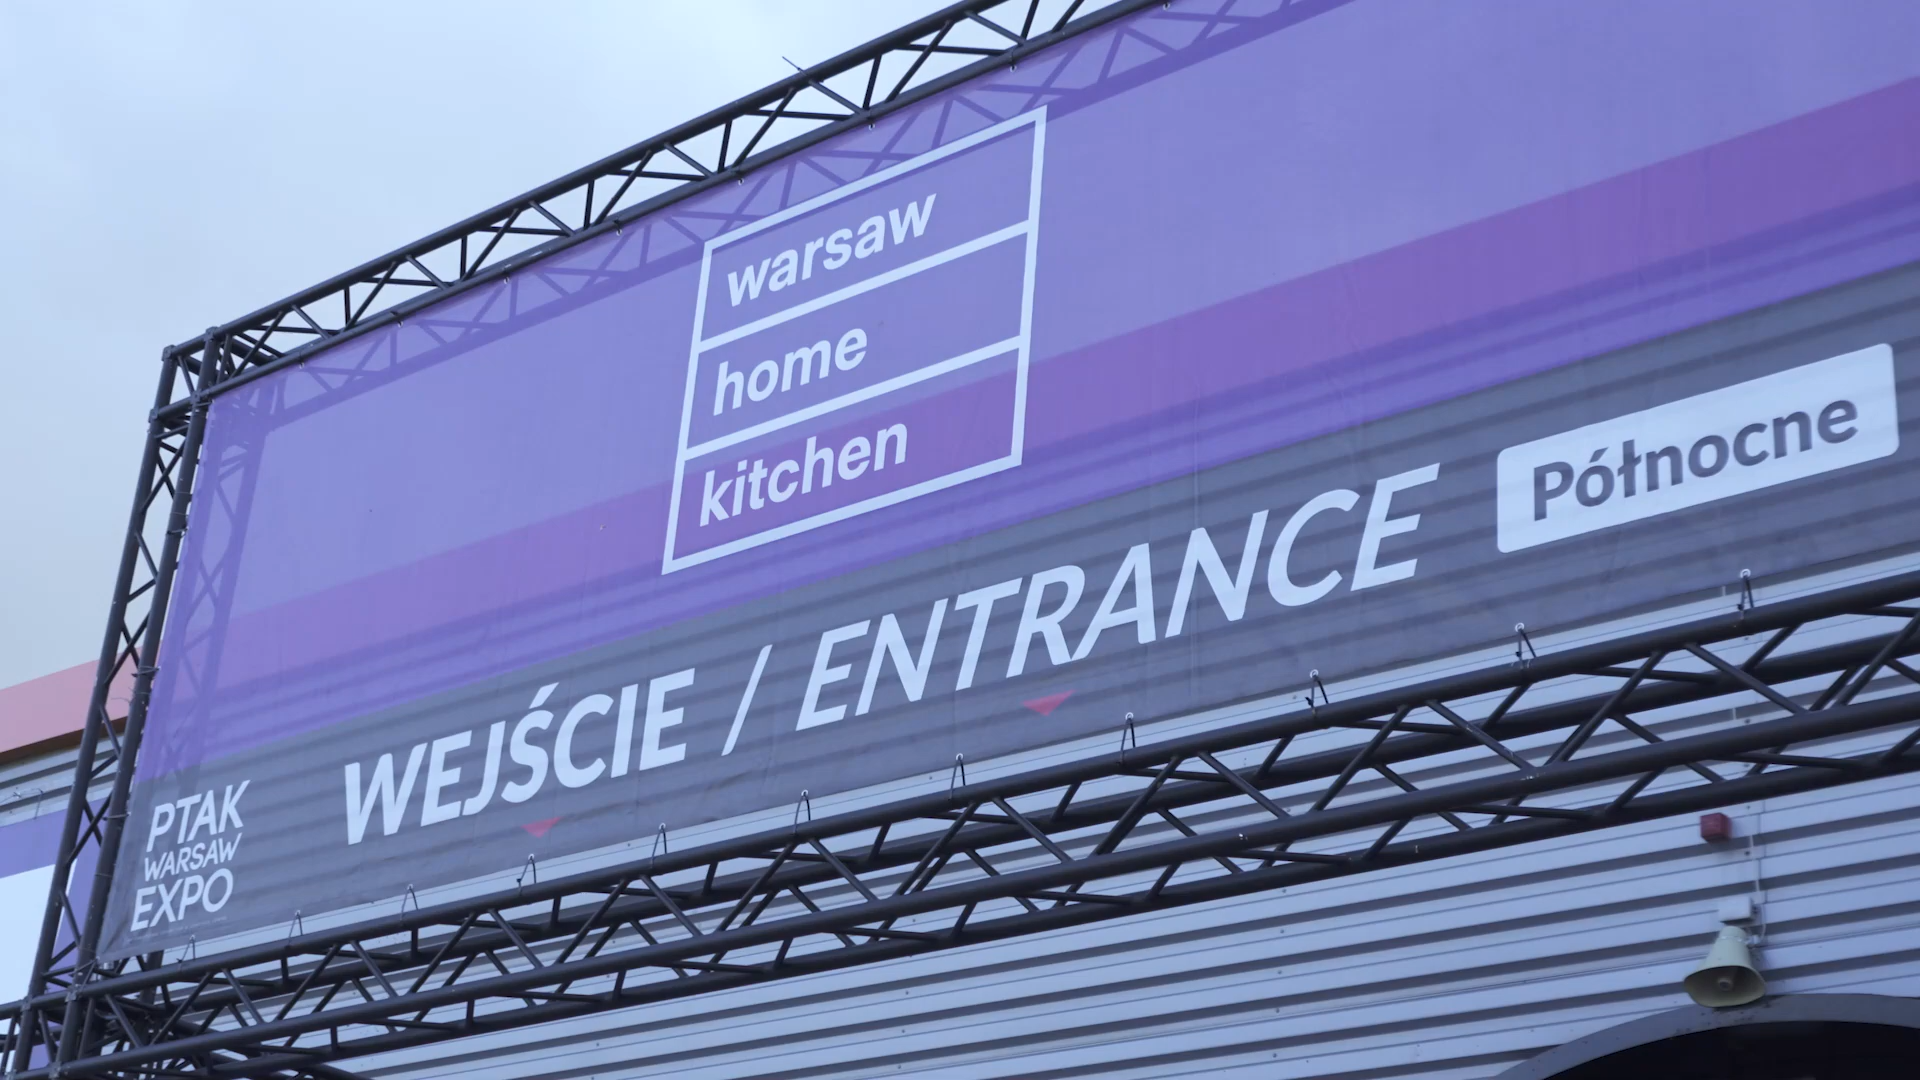 warsaw
home
kitchen
WEJŚCIE / ENTRANCE Północne
PTAK
WARSAW
EXPO